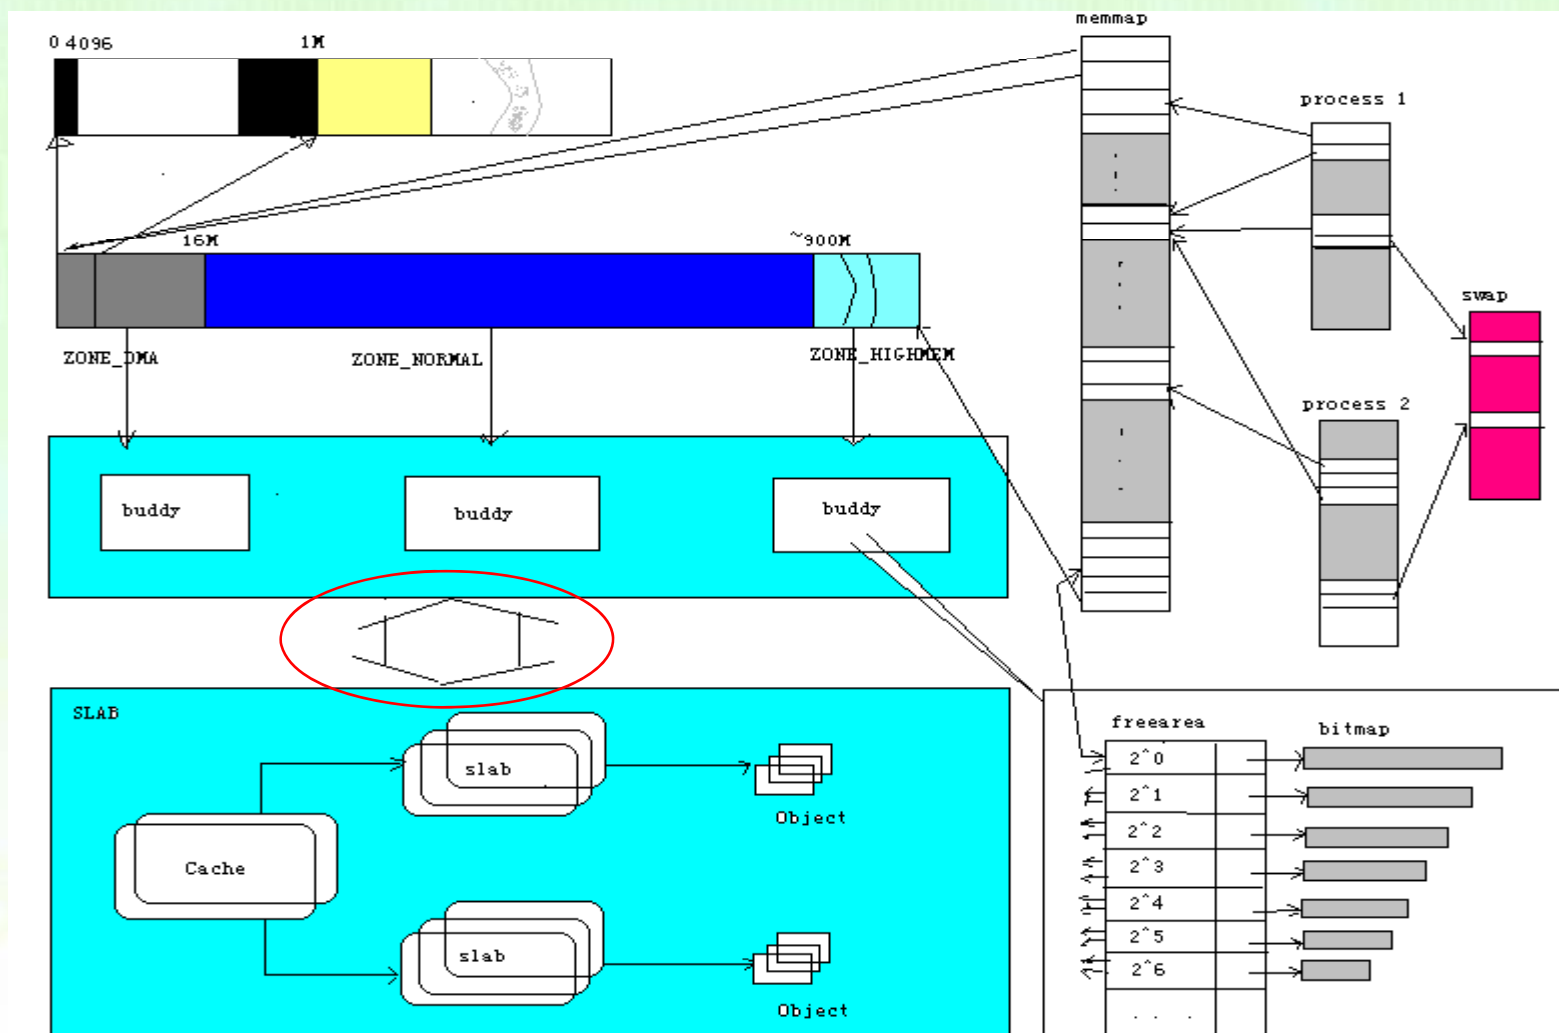 0 4096
1M
memmap
process 1
16M
~900M
swap
ZONE_DMA
ZONE_NORMAL
ZONE_HIGHMEM
process 2
buddy
buddy
buddy
SLAB
slab
Object
Cache
slab
Object
freearea
bitmap
2^0
2^1
2^2
2^3
2^4
2^5
2^6
. . .